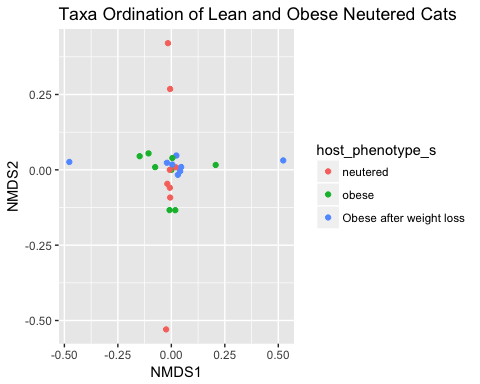 Taxa Ordination of Lean and Obese Neutered Cats
NMDS2
0.25
0.00
-0.25
-0.50
-0.50
-0.25
0.00
0.25
0.50
NMDS1
host_phenotype_s
neutered
obese
Obese after weight loss